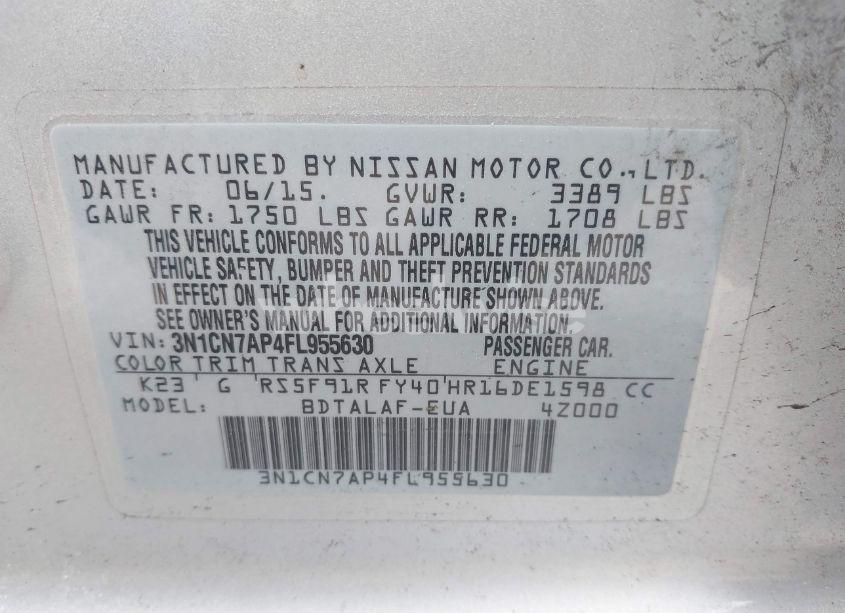 MANUFACTURED BY NISSAN MOTOR CO., LTD.
DATE: 06/15. GVWR: 3389 LBS
GAWR FR: 1750 LBS GAWR RR: 1708 LBS
THIS VEHICLE CONFORMS TO ALL APPLICABLE FEDERAL MOTOR
VEHICLE SAFETY, BUMPER AND THEFT PREVENTION STANDARDS
IN EFFECT ON THE DATE OF MANUFACTURE SHOWN ABOVE.
SEE OWNER'S MANUAL FOR ADDITIONAL INFORMATION.
VIN: 3N1CN7AP4FL955630 PASSENGER CAR.
COLOR TRIM TRANS AXLE ENGINE
K23 G RS5F91R FY40 HR16DE1598 CC
MODEL: BDTALAF-EUA 4Z000
3N1CN7AP4FL955630